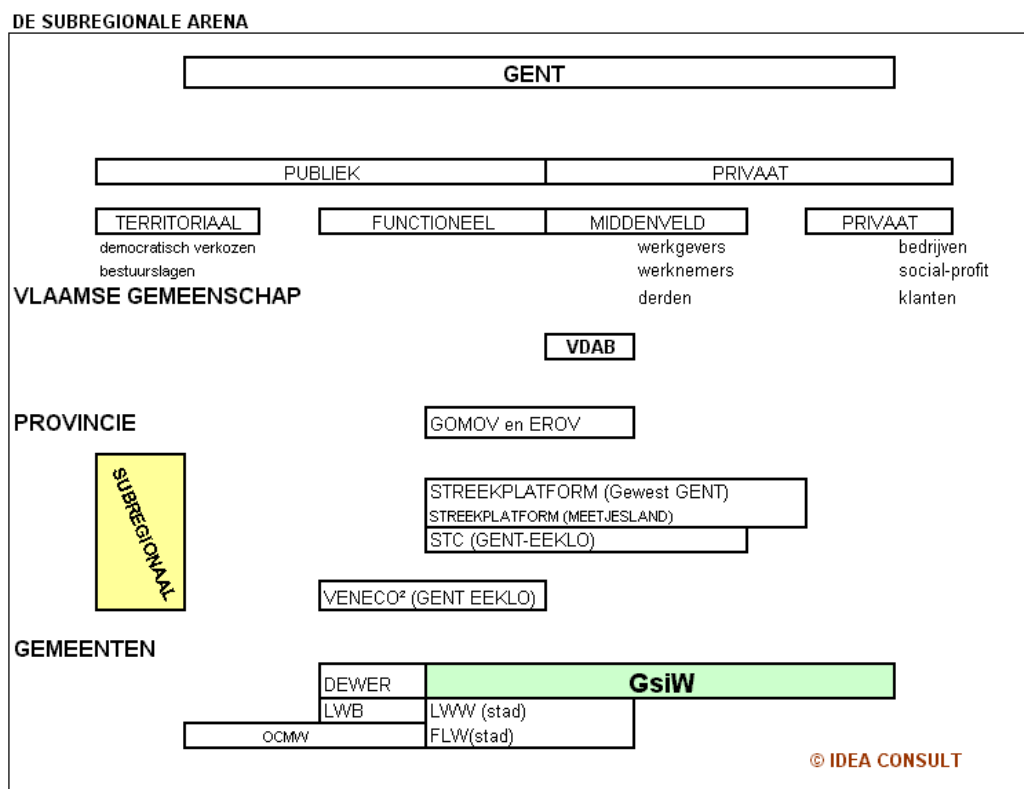 DE SUBREGIONALE ARENA
GENT
PUBLIEK PRIVAAT
TERRITORIAAL FUNCTIONEEL MIDDENVELD PRIVAAT
democratisch verkozen werkgevers bedrijven
bestuurslagen werknemers social-profit
VLAAMSE GEMEENSCHAP derden klanten
VDAB
PROVINCIE GOMOV en EROV
SUBREGIONAAL
STREEKPLATFORM (Gewest GENT)
STREEKPLATFORM (MEETJESLAND)
STC (GENT-EEKLO)
VENECO² (GENT EEKLO)
GEMEENTEN
DEWER GsiW
LWB LWW (stad)
OCMW FLW(stad)
© IDEA CONSULT